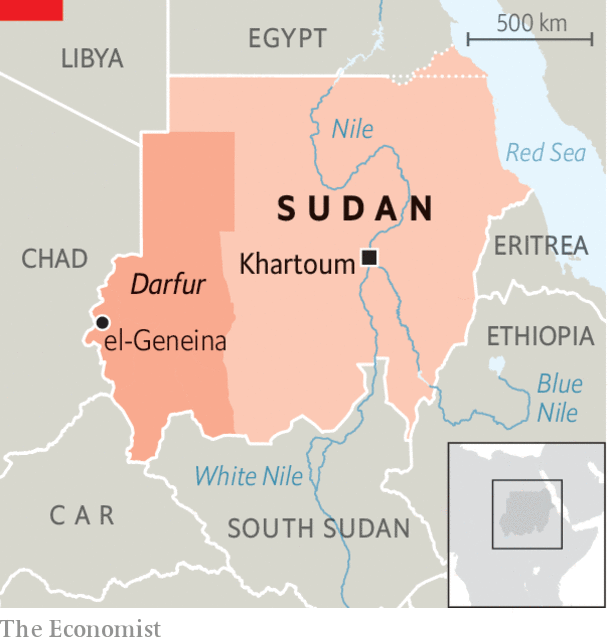 EGYPT
500 km
LIBYA
Nile
Red Sea
SUDAN
CHAD
ERITREA
Khartoum
Darfur
el-Geneina
ETHIOPIA
Blue
Nile
White Nile
CAR
SOUTH SUDAN
The Economist